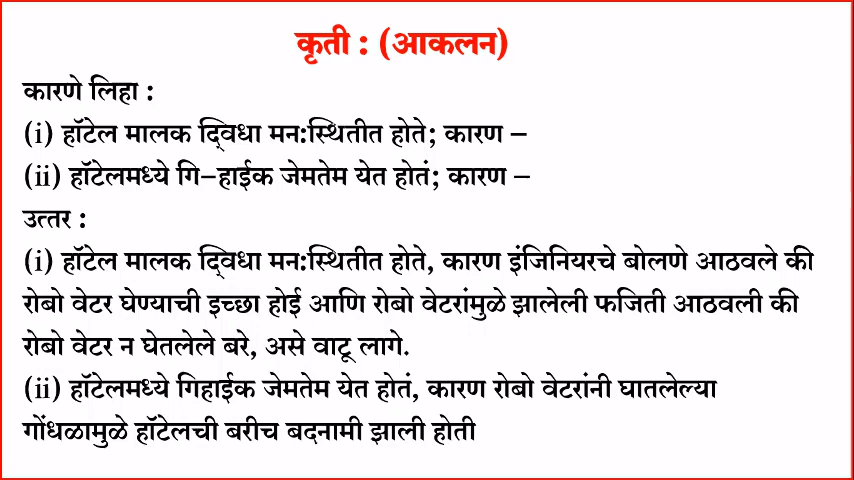 कृती : (आकलन)
कारणे लिहा :
(i) हॉटेल मालक द्‌विधा मन:स्थितीत होते; कारण –
(ii) हॉटेलमध्ये गि–हाईक जेमतेम येत होतं; कारण –
उत्तर :
(i) हॉटेल मालक द्‌विधा मन:स्थितीत होते, कारण इंजिनियरचे बोलणे आठवले की
रोबो वेटर घेण्याची इच्छा होई आणि रोबो वेटरांमुळे झालेली फजिती आठवली की
रोबो वेटर न घेतलेले बरे, असे वाटू लागे.
(ii) हॉटेलमध्ये गिहाईक जेमतेम येत होतं, कारण रोबो वेटरांनी घातलेल्या
गोंधळामुळे हॉटेलची बरीच बदनामी झाली होती